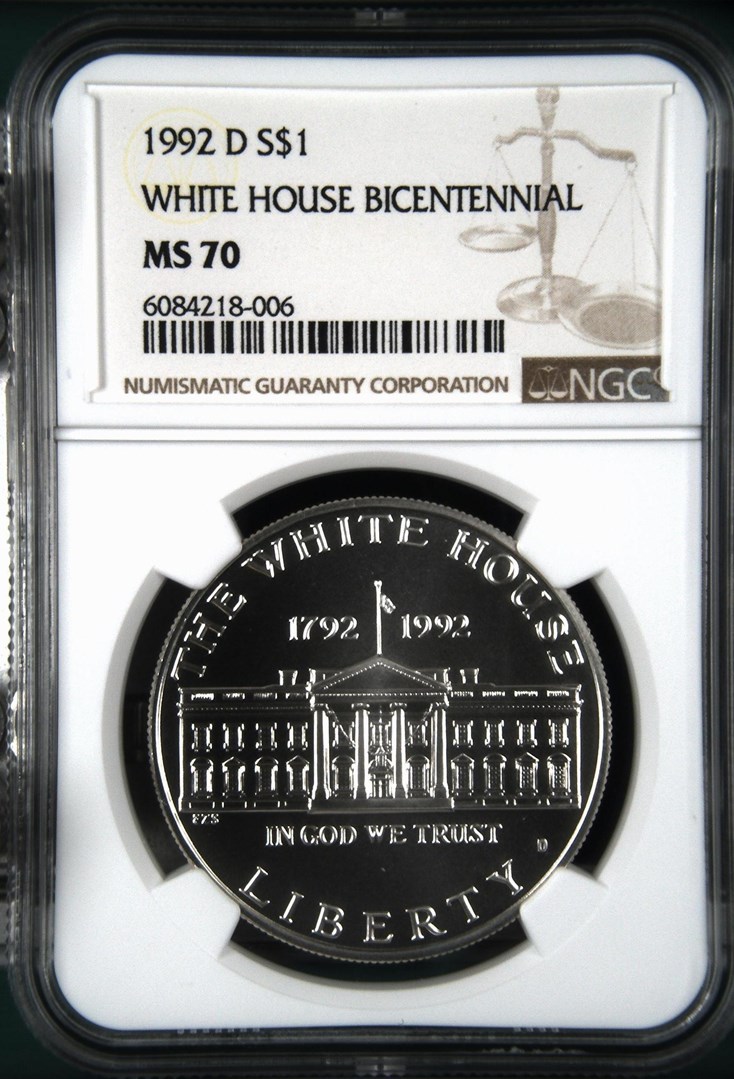 1992 D S$1
WHITE HOUSE BICENTENNIAL
MS 70
6084218-006
NUMISMATIC GUARANTY CORPORATION
NGC
THE WHITE HOUSE
1792 1992
IN GOD WE TRUST
D
LIBERTY